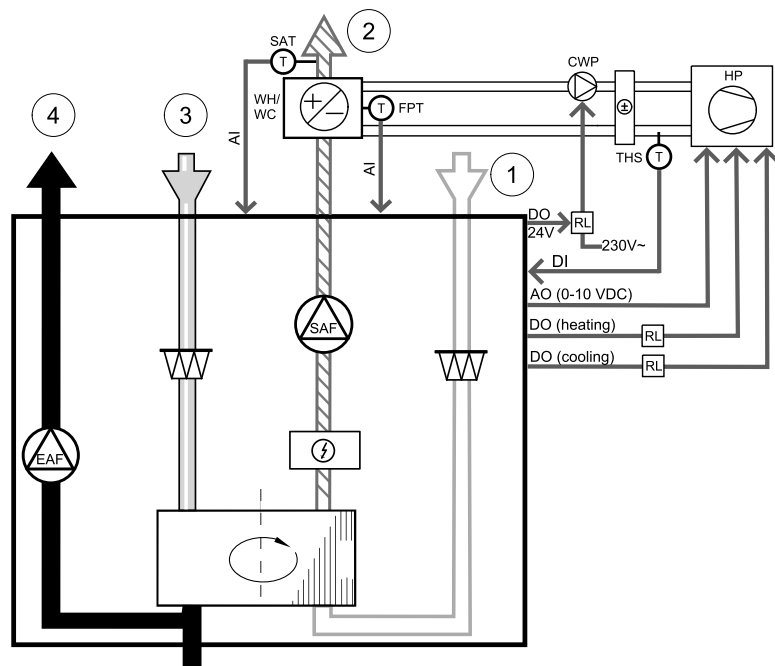 2
SAT
T
CWP
HP
WH/
WC
+
−
T
FPT
±
4
3
AI
AI
1
THS
T
DO
24V
RL
230V~
DI
AO (0-10 VDC)
DO (heating)
RL
DO (cooling)
RL
SAF
EAF